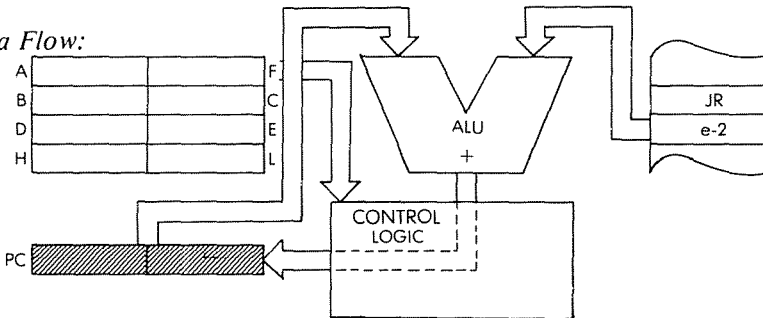 a Flow:
A F
B C
D E
H L
ALU
+
JR
e-2
CONTROL
LOGIC
PC